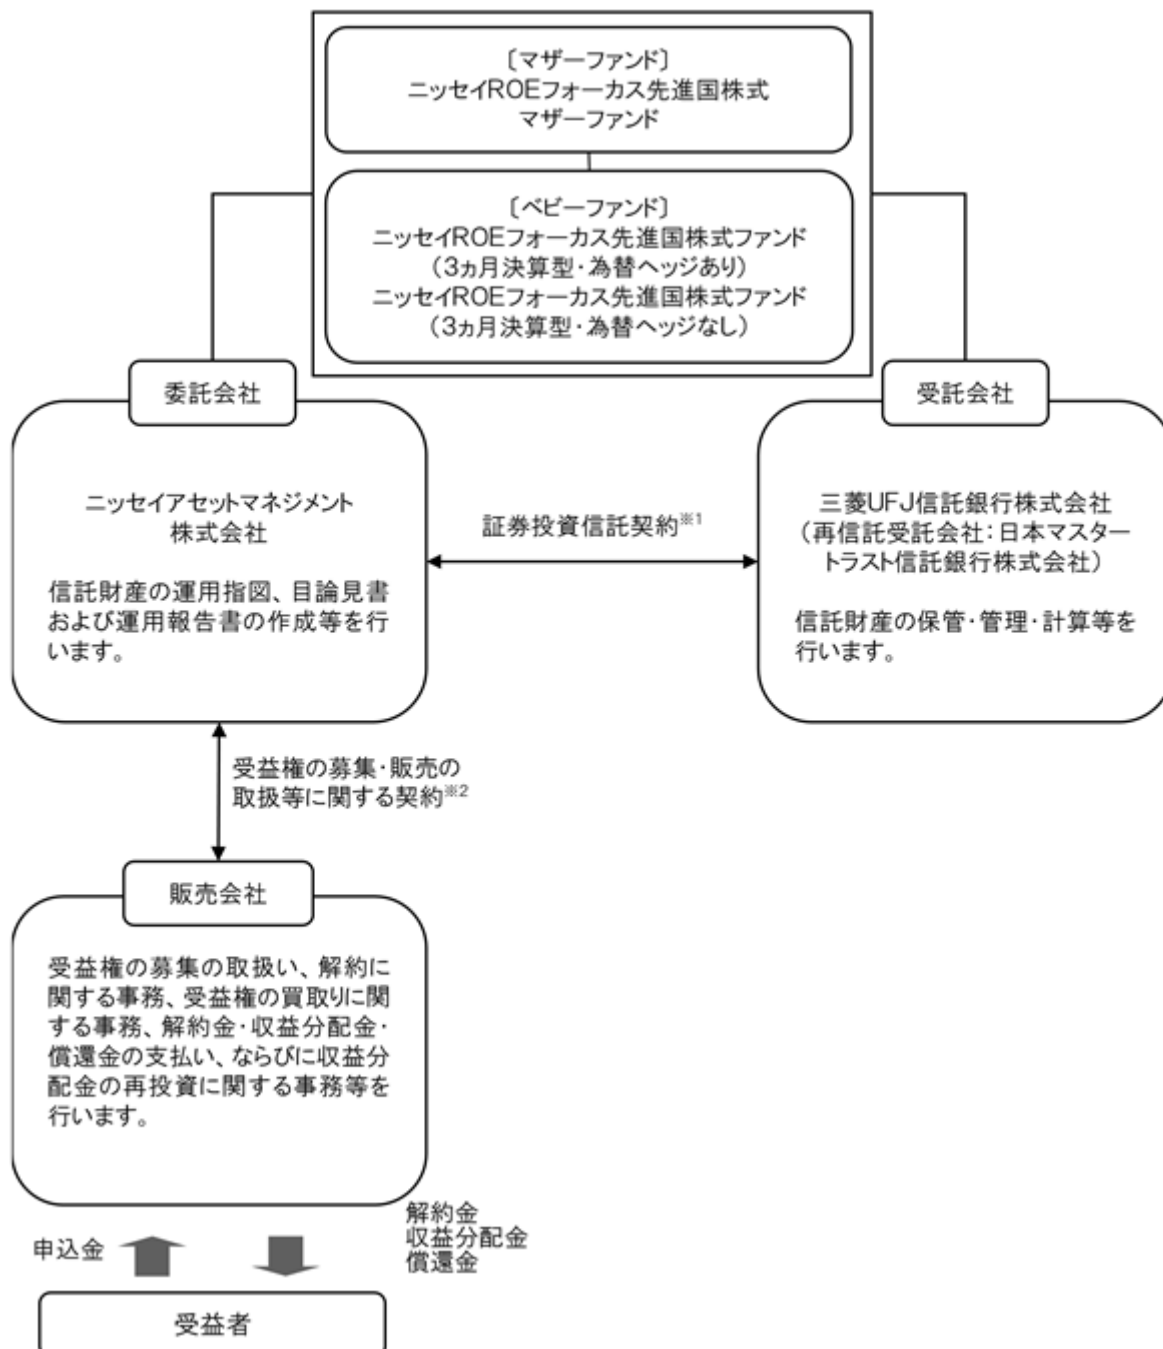 〔マザーファンド〕
ニッセイROEフォーカス先進国株式
マザーファンド
〔ベビーファンド〕
ニッセイROEフォーカス先進国株式ファンド
（3ヵ月決算型・為替ヘッジあり）
ニッセイROEフォーカス先進国株式ファンド
（3ヵ月決算型・為替ヘッジなし）
委託会社
ニッセイアセットマネジメント
株式会社
信託財産の運用指図、目論見書
および運用報告書の作成等を行
います。
証券投資信託契約※1
受託会社
三菱UFJ信託銀行株式会社
（再信託受託会社：日本マスター
トラスト信託銀行株式会社）
信託財産の保管・管理・計算等を
行います。
受益権の募集・販売の
取扱等に関する契約※2
販売会社
受益権の募集の取扱い、解約に
関する事務、受益権の買取りに関
する事務、解約金・収益分配金・
償還金の支払い、ならびに収益分
配金の再投資に関する事務等を
行います。
申込金
解約金
収益分配金
償還金
受益者